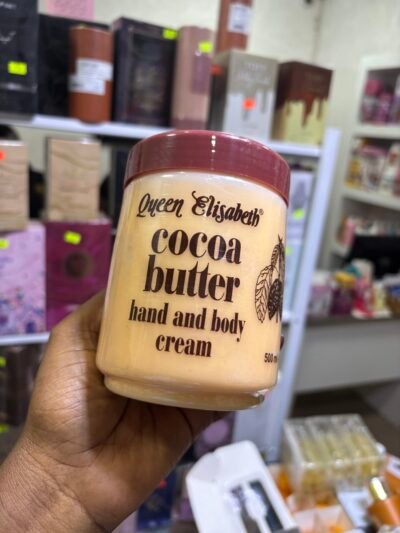 Queen Elisabeth®
cocoa
butter
hand and body
cream
500 ml